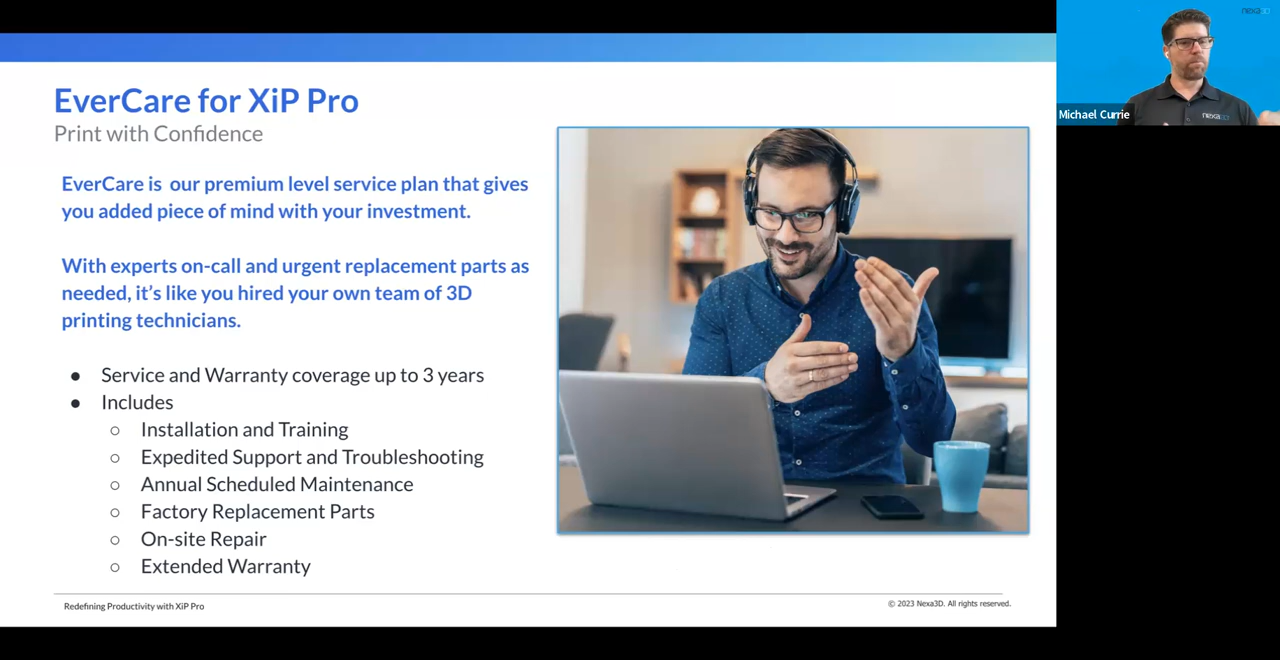 EverCare for XiP Pro
Print with Confidence
EverCare is  our premium level service plan that gives
you added piece of mind with your investment.
With experts on-call and urgent replacement parts as
needed, it’s like you hired your own team of 3D
printing technicians.
● Service and Warranty coverage up to 3 years
● Includes
○ Installation and Training
○ Expedited Support and Troubleshooting
○ Annual Scheduled Maintenance
○ Factory Replacement Parts
○ On-site Repair
○ Extended Warranty
Redefining Productivity with XiP Pro
© 2023 Nexa3D. All rights reserved.
nexa3D
Michael Currie
nexa3D